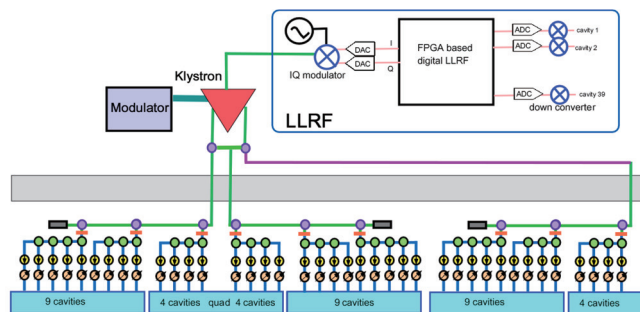 DAC
I
DAC
Q
IQ modulator
FPGA based
digital LLRF
ADC
cavity 1
ADC
cavity 2
ADC
cavity 39
down converter
LLRF
Klystron
Modulator
9 cavities
4 cavities quad 4 cavities
9 cavities
9 cavities
4 cavities